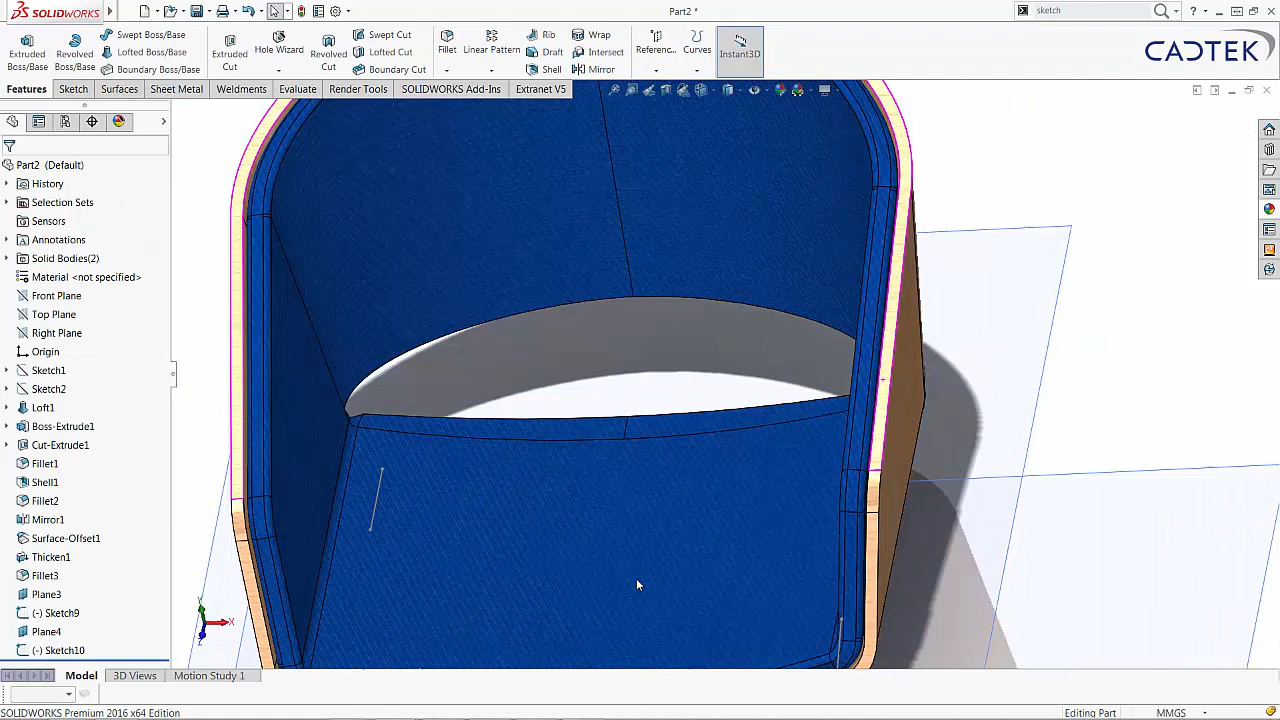 SOLIDWORKS
Part2 *
sketch
Extruded Boss/Base
Revolved Boss/Base
Swept Boss/Base
Lofted Boss/Base
Boundary Boss/Base
Extruded Cut
Hole Wizard
Revolved Cut
Swept Cut
Lofted Cut
Boundary Cut
Fillet
Linear Pattern
Rib
Draft
Shell
Wrap
Intersect
Mirror
Referenc...
Curves
Instant3D
CADTEK
Features
Sketch
Surfaces
Sheet Metal
Weldments
Evaluate
Render Tools
SOLIDWORKS Add-Ins
Extranet V5
Part2 (Default)
History
Selection Sets
Sensors
Annotations
Solid Bodies(2)
Material <not specified>
Front Plane
Top Plane
Right Plane
Origin
Sketch1
Sketch2
Loft1
Boss-Extrude1
Cut-Extrude1
Fillet1
Shell1
Fillet2
Mirror1
Surface-Offset1
Thicken1
Fillet3
Plane3
(-) Sketch9
Plane4
(-) Sketch10
Y
X
Z
Model
3D Views
Motion Study 1
SOLIDWORKS Premium 2016 x64 Edition
Editing Part
MMGS